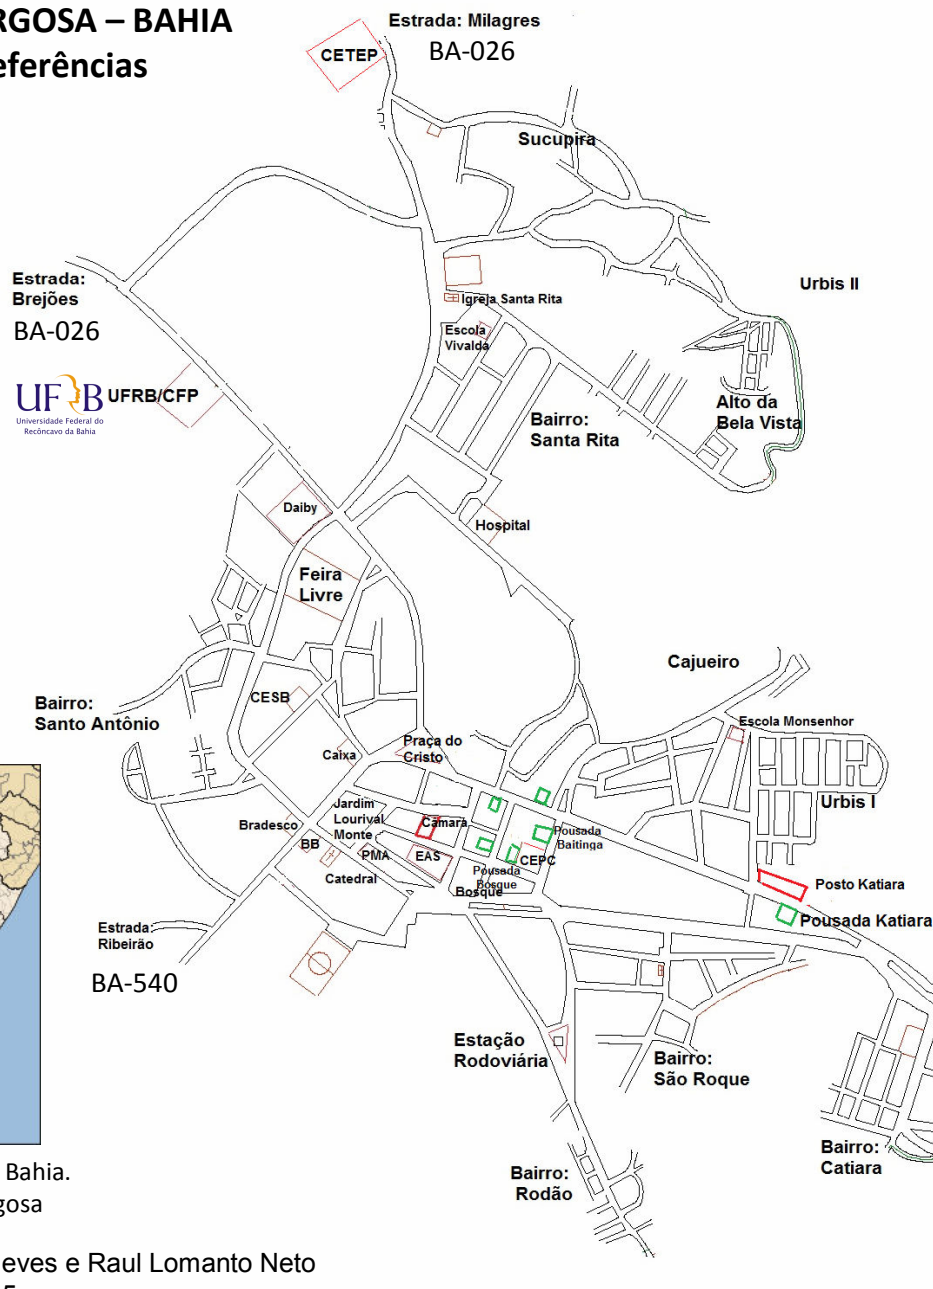 RGOSA – BAHIA
eferências
Estrada: Milagres
BA-026
CETEP
Sucupira
Estrada:
Brejões
BA-026
Urbis II
Igreja Santa Rita
Escola
Vivalda
UFRB
Universidade Federal do
Recôncavo da Bahia
UFRB/CFP
Bairro:
Santa Rita
Alto da
Bela Vista
Daiby
Hospital
Feira
Livre
Cajueiro
Bairro:
Santo Antônio
CESB
Escola Monsenhor
Praça do
Cristo
Caixa
Urbis I
Jardim
Lourival
Monte
Bradesco
Câmara
BB
PMA
EAS
Catedral
Pousada
Baitinga
CEPC
Pousada
Bosque
Bosque
Posto Katiara
Pousada Katiara
Estrada:
Ribeirão
BA-540
Estação
Rodoviária
Bairro:
São Roque
Bairro:
Catiara
Bairro:
Rodão
Bahia.
gosa
eves e Raul Lomanto Neto